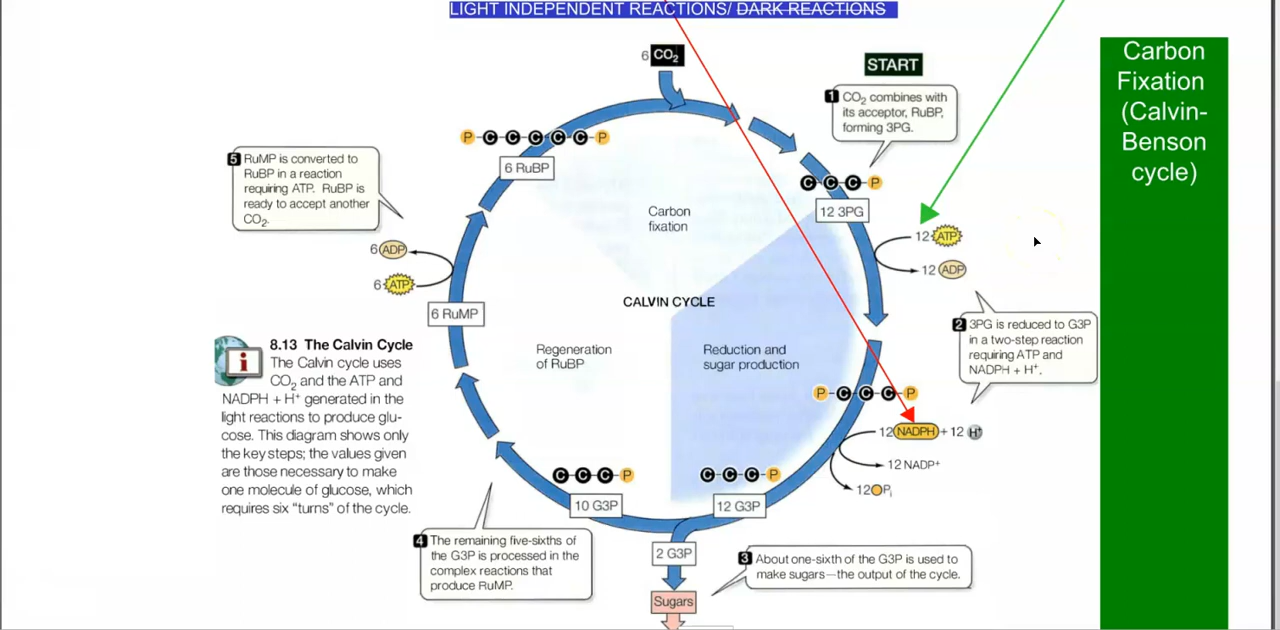 LIGHT INDEPENDENT REACTIONS/ DARK REACTIONS
Carbon
Fixation
(Calvin-
Benson
cycle)
6 CO2
START
1 CO2 combines with
its acceptor, RuBP,
forming 3PG.
P-C-C-C-C-C-P
6 RuBP
5 RuMP is converted to
RuBP in a reaction
requiring ATP. RuBP is
ready to accept another
CO2.
C-C-C-P
12 3PG
Carbon
fixation
12 ATP
12 ADP
6 ADP
6 ATP
6 RuMP
CALVIN CYCLE
2 3PG is reduced to G3P
in a two-step reaction
requiring ATP and
NADPH + H+.
Regeneration
of RuBP
Reduction and
sugar production
8.13 The Calvin Cycle
The Calvin cycle uses
CO2 and the ATP and
NADPH + H+ generated in the
light reactions to produce glu-
cose. This diagram shows only
the key steps; the values given
are those necessary to make
one molecule of glucose, which
requires six "turns" of the cycle.
P-C-C-C-P
12 NADPH + 12 H+
12 NADP+
12 Pi
C-C-C-P
10 G3P
C-C-C-P
12 G3P
4 The remaining five-sixths of
the G3P is processed in the
complex reactions that
produce RuMP.
2 G3P
3 About one-sixth of the G3P is used to
make sugars—the output of the cycle.
Sugars